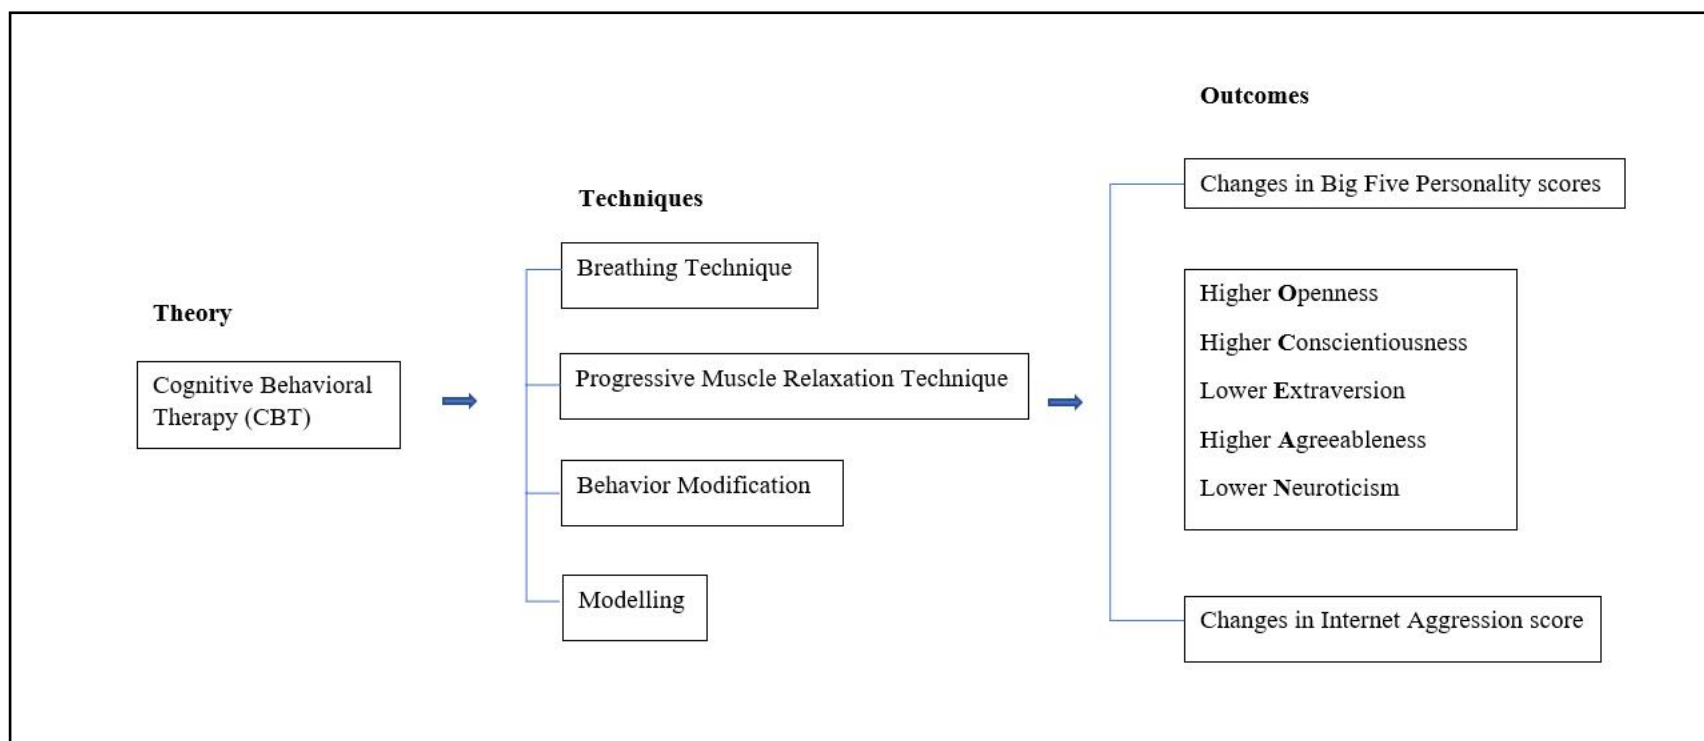 Theory
Cognitive Behavioral
Therapy (CBT)
Techniques
Breathing Technique
Progressive Muscle Relaxation Technique
Behavior Modification
Modelling
Outcomes
Changes in Big Five Personality scores
Higher Openness
Higher Conscientiousness
Lower Extraversion
Higher Agreeableness
Lower Neuroticism
Changes in Internet Aggression score